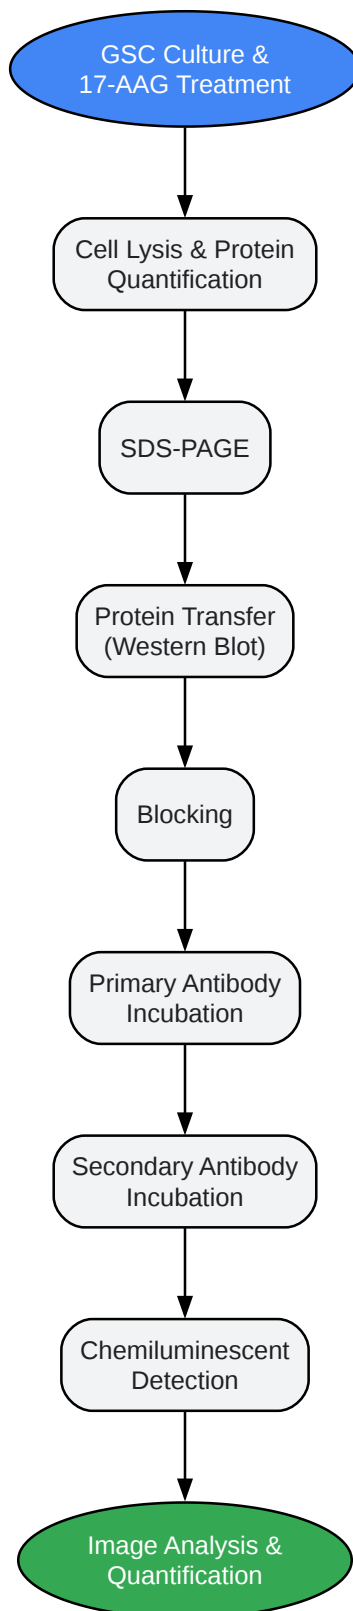 GSC Culture &
17-AAG Treatment
Cell Lysis & Protein
Quantification
SDS-PAGE
Protein Transfer
(Western Blot)
Blocking
Primary Antibody
Incubation
Secondary Antibody
Incubation
Chemiluminescent
Detection
Image Analysis &
Quantification